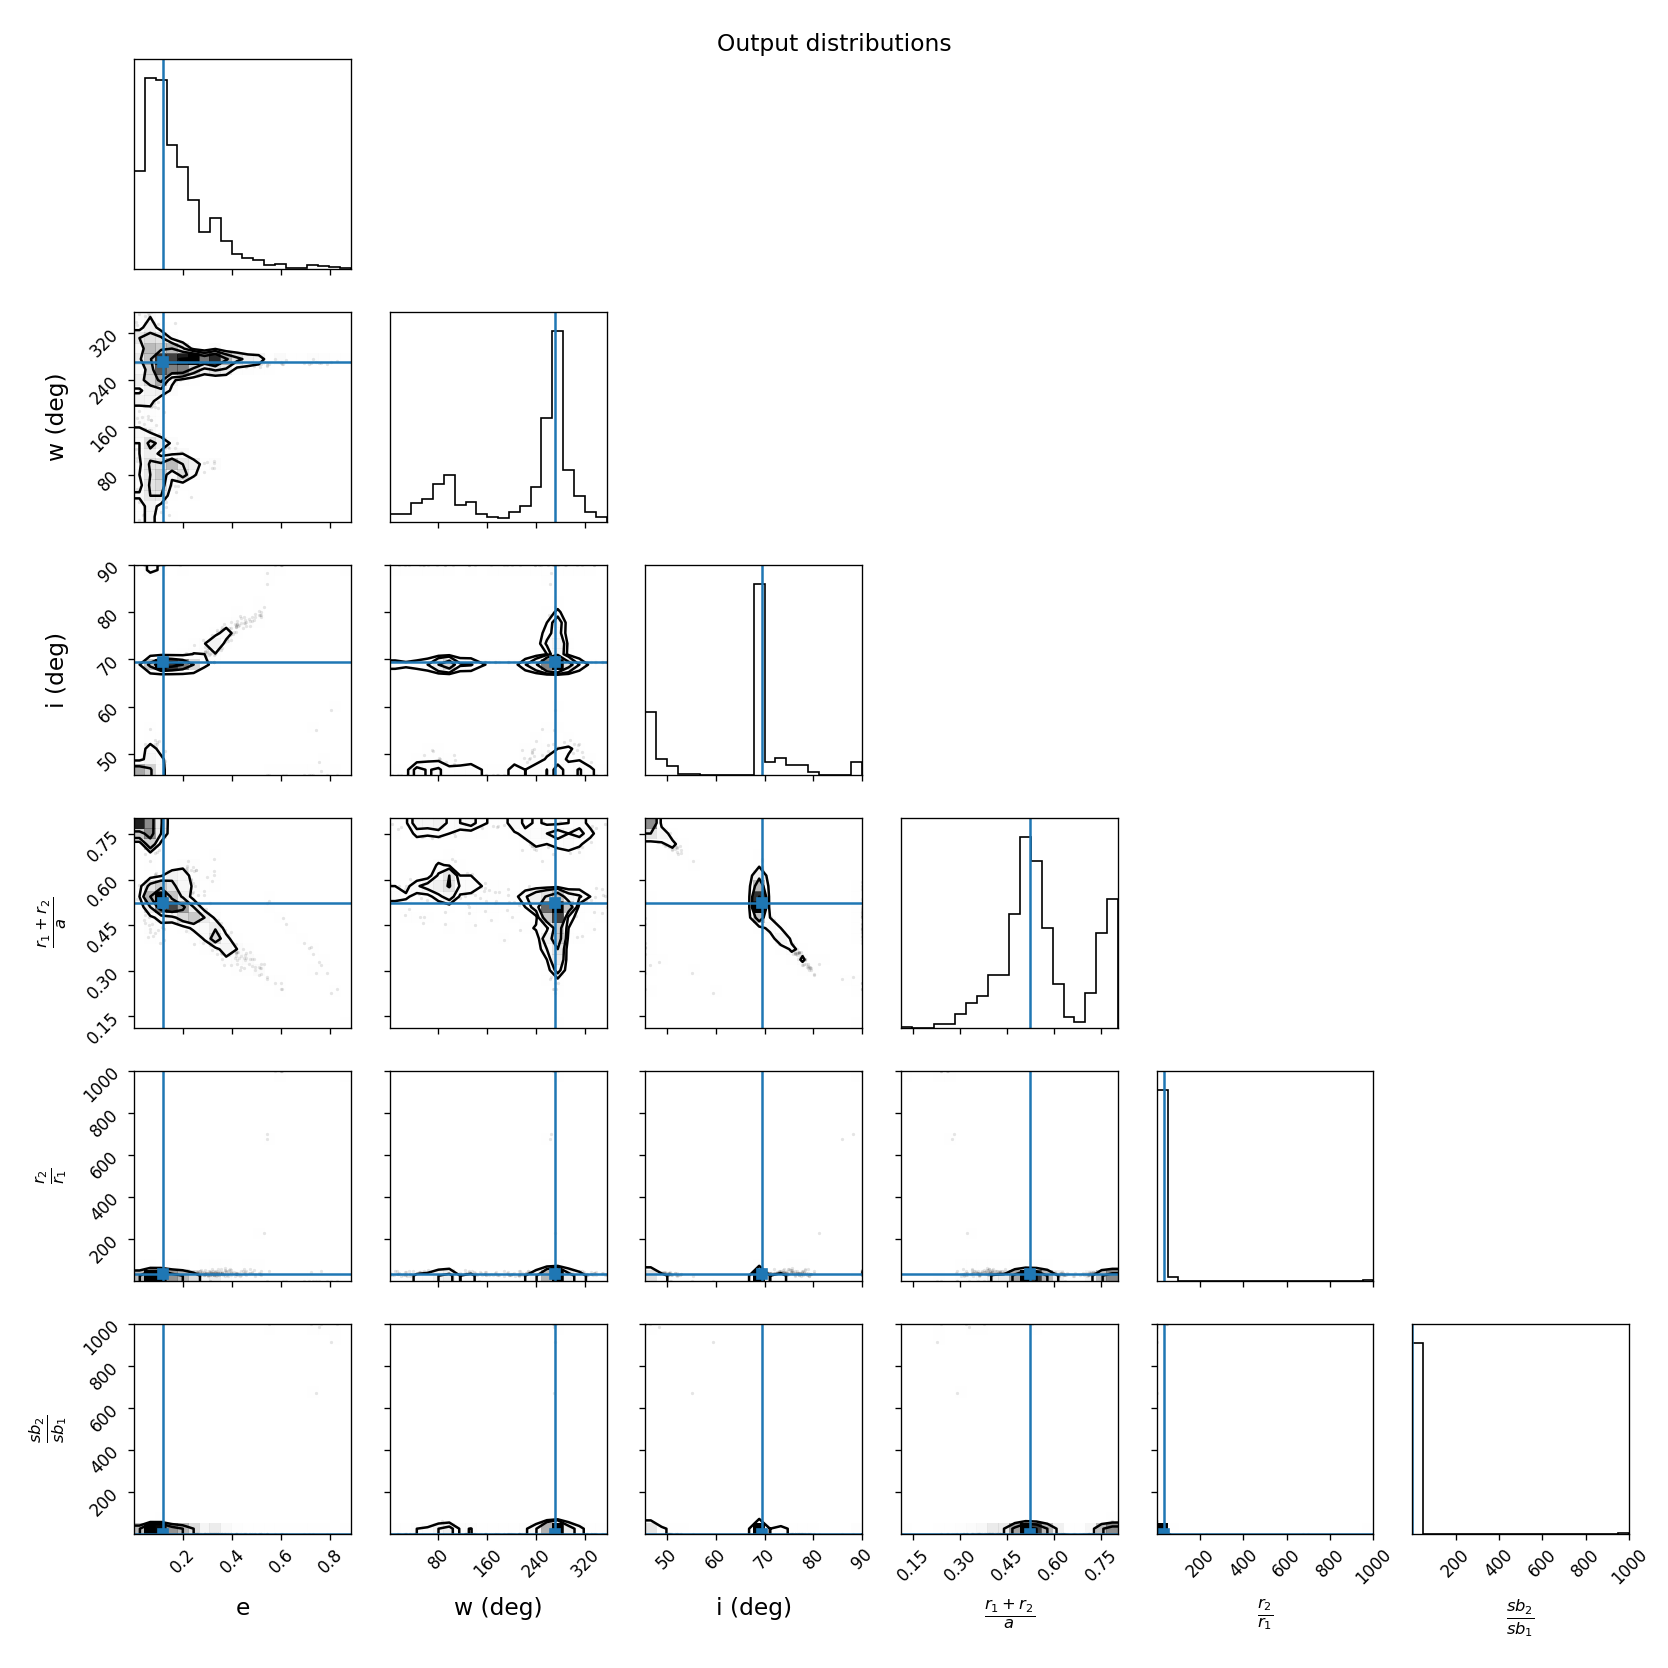 Output distributions
w (deg)
320
240
160
80
i (deg)
90
80
70
60
50
r₁ + r₂
a
0.75
0.60
0.45
0.30
0.15
r₂
r₁
1000
800
600
400
200
sb₂
sb₁
1000
800
600
400
200
0.2 0.4 0.6 0.8 80 160 240 320 50 60 70 80 90 0.15 0.30 0.45 0.60 0.75 200 400 600 800 1000 200 400 600 800 1000
e w (deg) i (deg) r₁ + r₂ r₂ sb₂
a r₁ sb₁